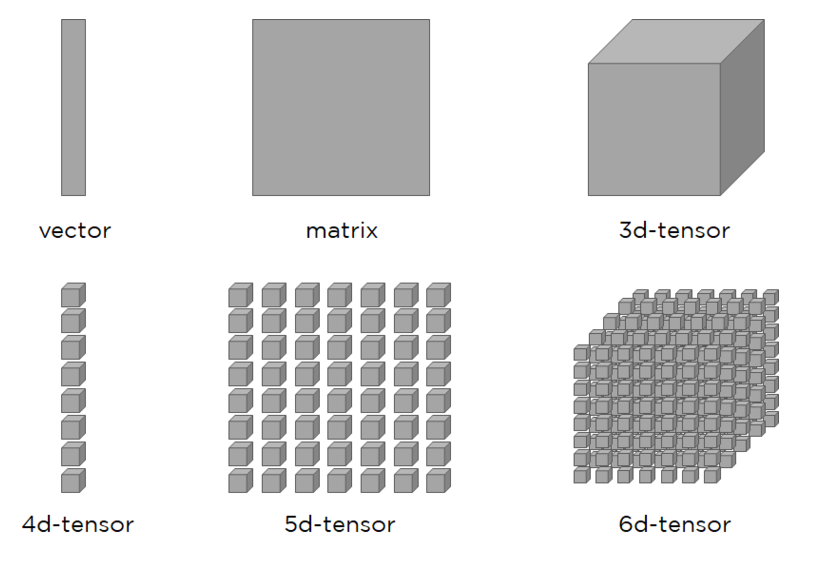 vector
matrix
3d-tensor
4d-tensor
5d-tensor
6d-tensor